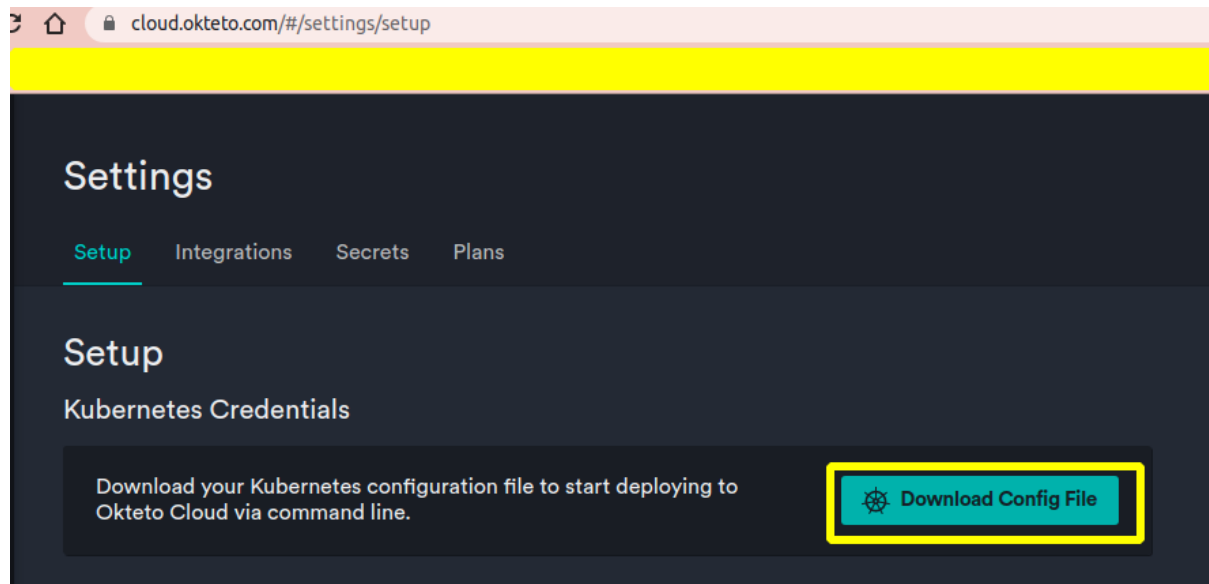 cloud.okteto.com/#/settings/setup
Settings
Setup Integrations Secrets Plans
Setup
Kubernetes Credentials
Download your Kubernetes configuration file to start deploying to
Okteto Cloud via command line.
Download Config File